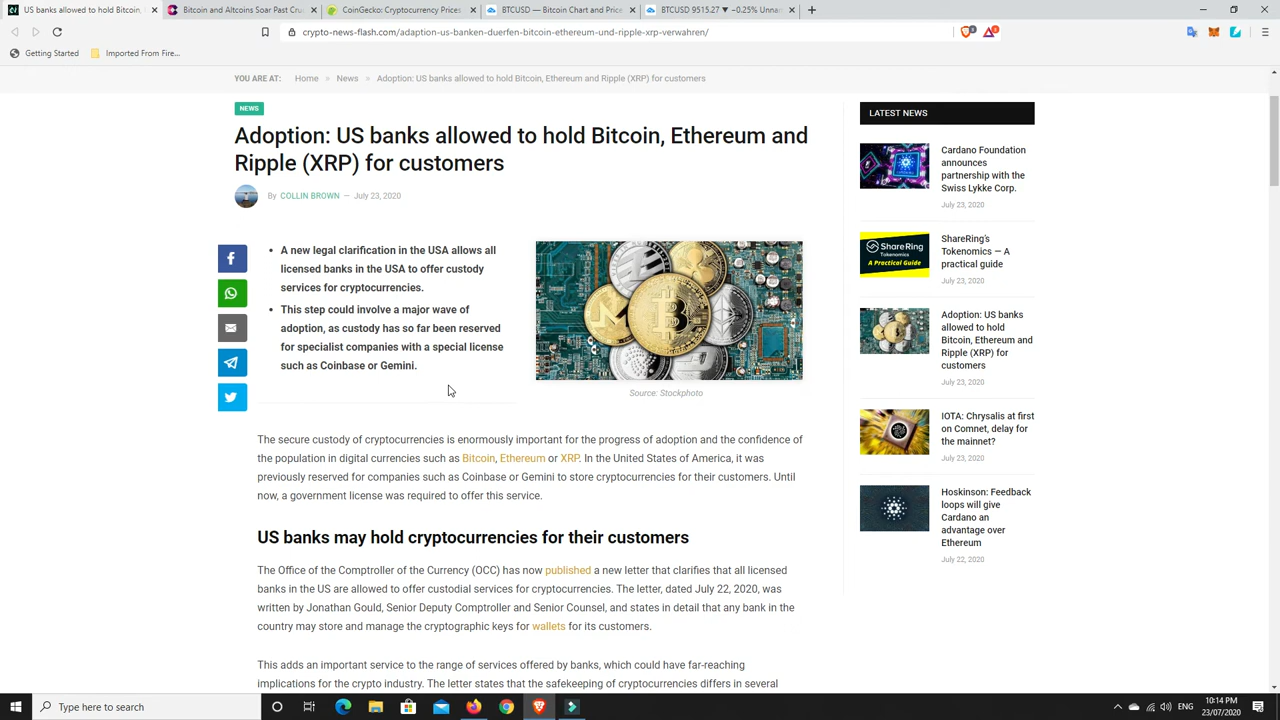 US banks allowed to hold Bitcoin,
Bitcoin and Altcoins Soar Past Cru
CoinGecko: Cryptocurrency Prices
BTCUSD — Bitcoin Chart and Price
BTCUSD 9515.27 ▼ −0.25% Unna
crypto-news-flash.com/adaption-us-banken-duerfen-bitcoin-ethereum-und-ripple-xrp-verwahren/
Getting Started
Imported From Fire...
YOU ARE AT: Home » News » Adoption: US banks allowed to hold Bitcoin, Ethereum and Ripple (XRP) for customers
NEWS
Adoption: US banks allowed to hold Bitcoin, Ethereum and
Ripple (XRP) for customers
By COLLIN BROWN — July 23, 2020
• A new legal clarification in the USA allows all
licensed banks in the USA to offer custody
services for cryptocurrencies.
• This step could involve a major wave of
adoption, as custody has so far been reserved
for specialist companies with a special license
such as Coinbase or Gemini.
Source: Stockphoto
The secure custody of cryptocurrencies is enormously important for the progress of adoption and the confidence of
the population in digital currencies such as Bitcoin, Ethereum or XRP. In the United States of America, it was
previously reserved for companies such as Coinbase or Gemini to store cryptocurrencies for their customers. Until
now, a government license was required to offer this service.
US banks may hold cryptocurrencies for their customers
The Office of the Comptroller of the Currency (OCC) has now published a new letter that clarifies that all licensed
banks in the US are allowed to offer custodial services for cryptocurrencies. The letter, dated July 22, 2020, was
written by Jonathan Gould, Senior Deputy Comptroller and Senior Counsel, and states in detail that any bank in the
country may store and manage the cryptographic keys for wallets for its customers.
This adds an important service to the range of services offered by banks, which could have far-reaching
implications for the crypto industry. The letter states that the safekeeping of cryptocurrencies differs in several
LATEST NEWS
Cardano Foundation
announces
partnership with the
Swiss Lykke Corp.
July 23, 2020
ShareRing
Tokenomics
A Practical Guide
ShareRing's
Tokenomics — A
practical guide
July 23, 2020
Adoption: US banks
allowed to hold
Bitcoin, Ethereum and
Ripple (XRP) for
customers
July 23, 2020
IOTA: Chrysalis at first
on Comnet, delay for
the mainnet?
July 23, 2020
Hoskinson: Feedback
loops will give
Cardano an
advantage over
Ethereum
July 22, 2020
Type here to search
ENG
10:14 PM
23/07/2020